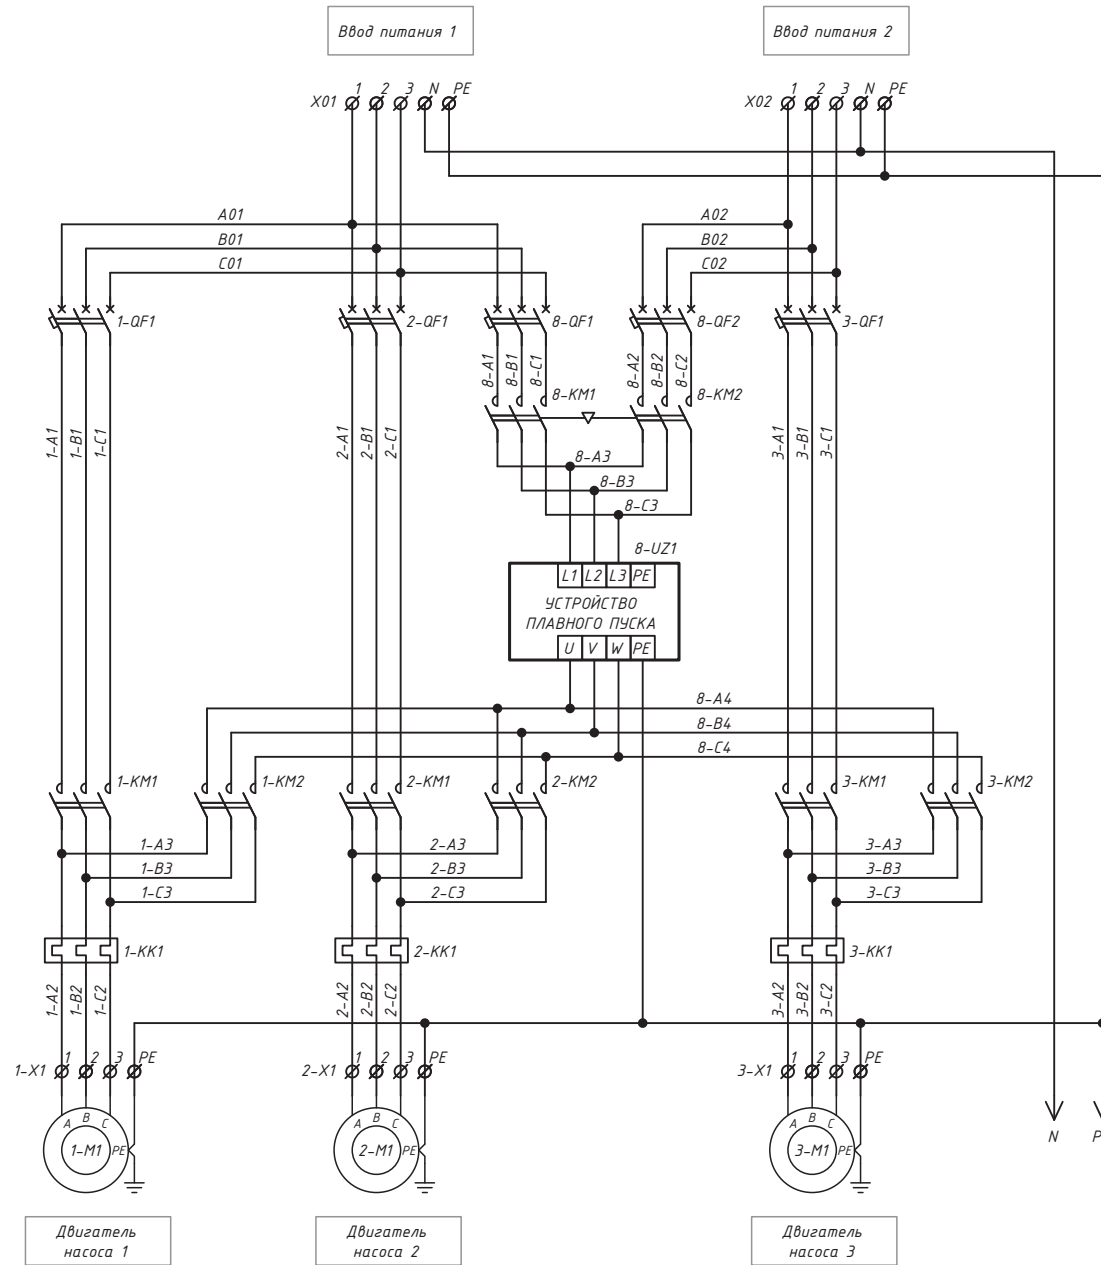 Ввод питания 1
Ввод питания 2
X01 1 2 3 N PE
X02 1 2 3 N PE
A01
A02
B01
B02
C01
C02
1-QF1
2-QF1
8-QF1
8-QF2
3-QF1
8-A1
8-B1
8-C1
8-A2
8-B2
8-C2
8-KM1
8-KM2
1-A1
1-B1
1-C1
2-A1
2-B1
2-C1
3-A1
3-B1
3-C1
8-A3
8-B3
8-C3
8-UZ1
L1 L2 L3 PE
УСТРОЙСТВО
ПЛАВНОГО ПУСКА
U V W PE
8-A4
8-B4
8-C4
1-KM1
1-KM2
2-KM1
2-KM2
3-KM1
3-KM2
1-A3
2-A3
3-A3
1-B3
2-B3
3-B3
1-C3
2-C3
3-C3
1-KK1
2-KK1
3-KK1
1-A2
1-B2
1-C2
2-A2
2-B2
2-C2
3-A2
3-B2
3-C2
1-X1 1 2 3 PE
2-X1 1 2 3 PE
3-X1 1 2 3 PE
A B C
A B C
A B C
1-M1 PE
2-M1 PE
3-M1 PE
N
P
Двигатель
насоса 1
Двигатель
насоса 2
Двигатель
насоса 3